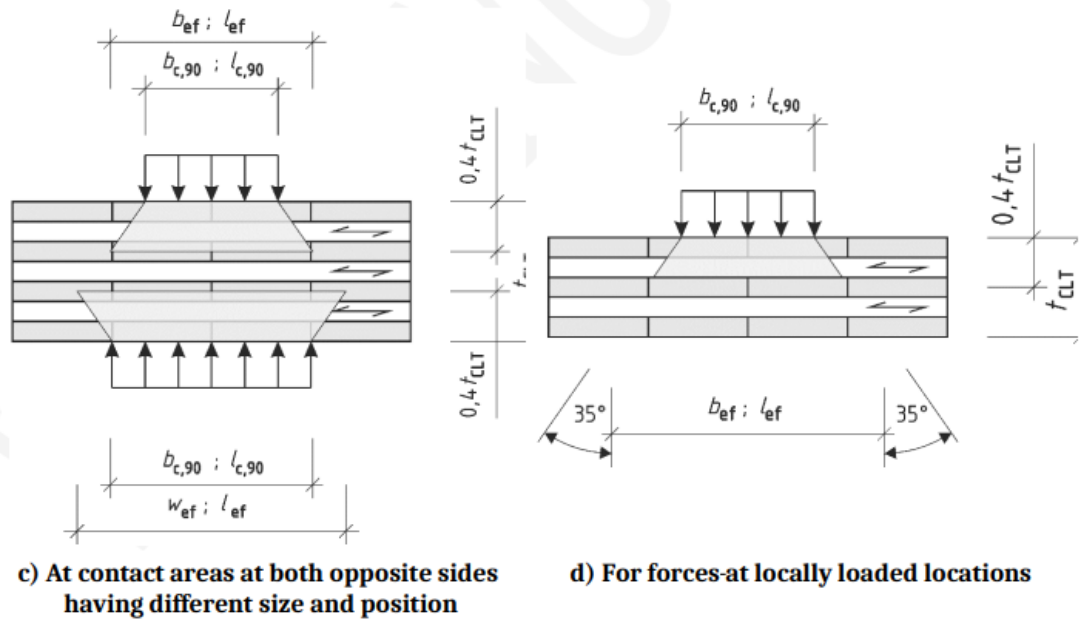 b_ef ; l_ef
b_c,90 ; l_c,90
0,4 t_CLT
0,4 t_CLT
b_c,90 ; l_c,90
w_ef ; l_ef
c) At contact areas at both opposite sides
having different size and position
b_c,90 ; l_c,90
0,4 t_CLT
t_CLT
35°
b_ef ; l_ef
35°
d) For forces-at locally loaded locations